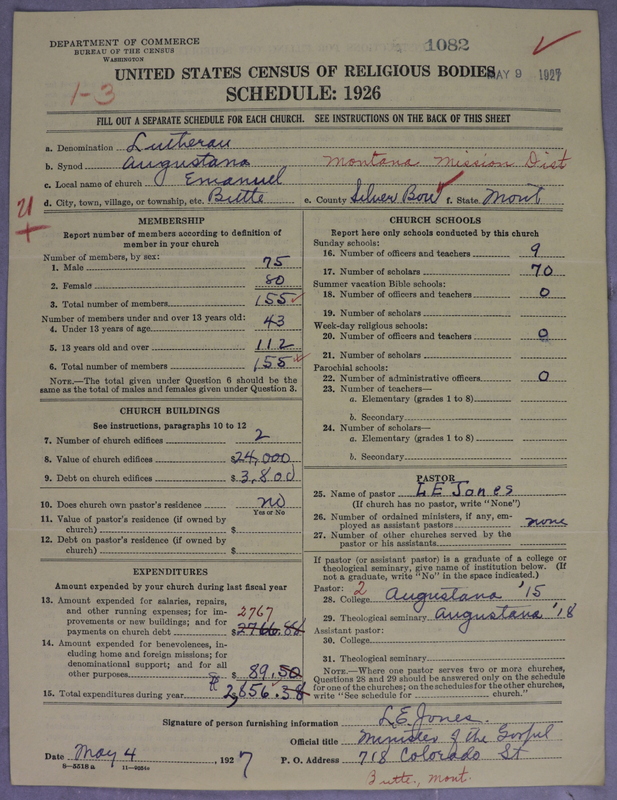 DEPARTMENT OF COMMERCE
BUREAU OF THE CENSUS
WASHINGTON
1082
MAY 9 1927
UNITED STATES CENSUS OF RELIGIOUS BODIES
1-3
SCHEDULE: 1926
FILL OUT A SEPARATE SCHEDULE FOR EACH CHURCH. SEE INSTRUCTIONS ON THE BACK OF THIS SHEET
a. Denomination Lutheran
b. Synod Augustana Montana Mission Dist
c. Local name of church Emanuel
d. City, town, village, or township, etc. Butte e. County Silver Bow f. State Mont
MEMBERSHIP
Report number of members according to definition of
member in your church
Number of members, by sex:
1. Male 75
2. Female 80
3. Total number of members 155
Number of members under and over 13 years old:
4. Under 13 years of age 43
5. 13 years old and over 112
6. Total number of members 155
NOTE.—The total given under Question 6 should be the
same as the total of males and females given under Question 3.
CHURCH BUILDINGS
See instructions, paragraphs 10 to 12
7. Number of church edifices 2
8. Value of church edifices $24,000
9. Debt on church edifices $3,800
10. Does church own pastor's residence no
Yes or No
11. Value of pastor's residence (if owned by
church) $
12. Debt on pastor's residence (if owned by
church) $
EXPENDITURES
Amount expended by your church during last fiscal year
13. Amount expended for salaries, repairs,
and other running expenses; for im-
provements or new buildings; and for
payments on church debt 2767 $2766.88
14. Amount expended for benevolences, in-
cluding home and foreign missions; for
denominational support; and for all
other purposes $89.50
15. Total expenditures during year $2,856.38
CHURCH SCHOOLS
Report here only schools conducted by this church
Sunday schools:
16. Number of officers and teachers 9
17. Number of scholars 70
Summer vacation Bible schools:
18. Number of officers and teachers 0
19. Number of scholars
Week-day religious schools:
20. Number of officers and teachers 0
21. Number of scholars
Parochial schools:
22. Number of administrative officers 0
23. Number of teachers—
a. Elementary (grades 1 to 8)
b. Secondary
24. Number of scholars—
a. Elementary (grades 1 to 8)
b. Secondary
PASTOR
25. Name of pastor L E Jones
(If church has no pastor, write "None")
26. Number of ordained ministers, if any, em-
ployed as assistant pastors none
27. Number of other churches served by the
pastor or his assistants
If pastor (or assistant pastor) is a graduate of a college or
theological seminary, give name of institution below. (If
not a graduate, write "No" in the space indicated.)
Pastor: 2
28. College Augustana '15
29. Theological seminary Augustana '18
Assistant pastor:
30. College
31. Theological seminary
NOTE.—Where one pastor serves two or more churches,
Questions 28 and 29 should be answered only on the schedule
for one of the churches; on the schedules for the other churches,
write "See schedule for church."
Signature of person furnishing information L.E. Jones.
Official title Minister of the Gospel
Date May 4, 1927 P. O. Address 718 Colorado St
8-5518a
Butte, Mont.